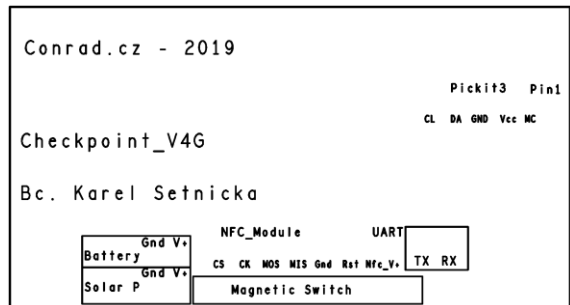 Conrad.cz - 2019
Pickit3 Pin1
CL DA GND Vcc MC
Checkpoint_V4G
Bc. Karel Setnicka
NFC_Module UART
Gnd V+
Battery
CS CK MOS MIS Gnd Rst Nfc_V+ TX RX
Gnd V+
Solar P
Magnetic Switch